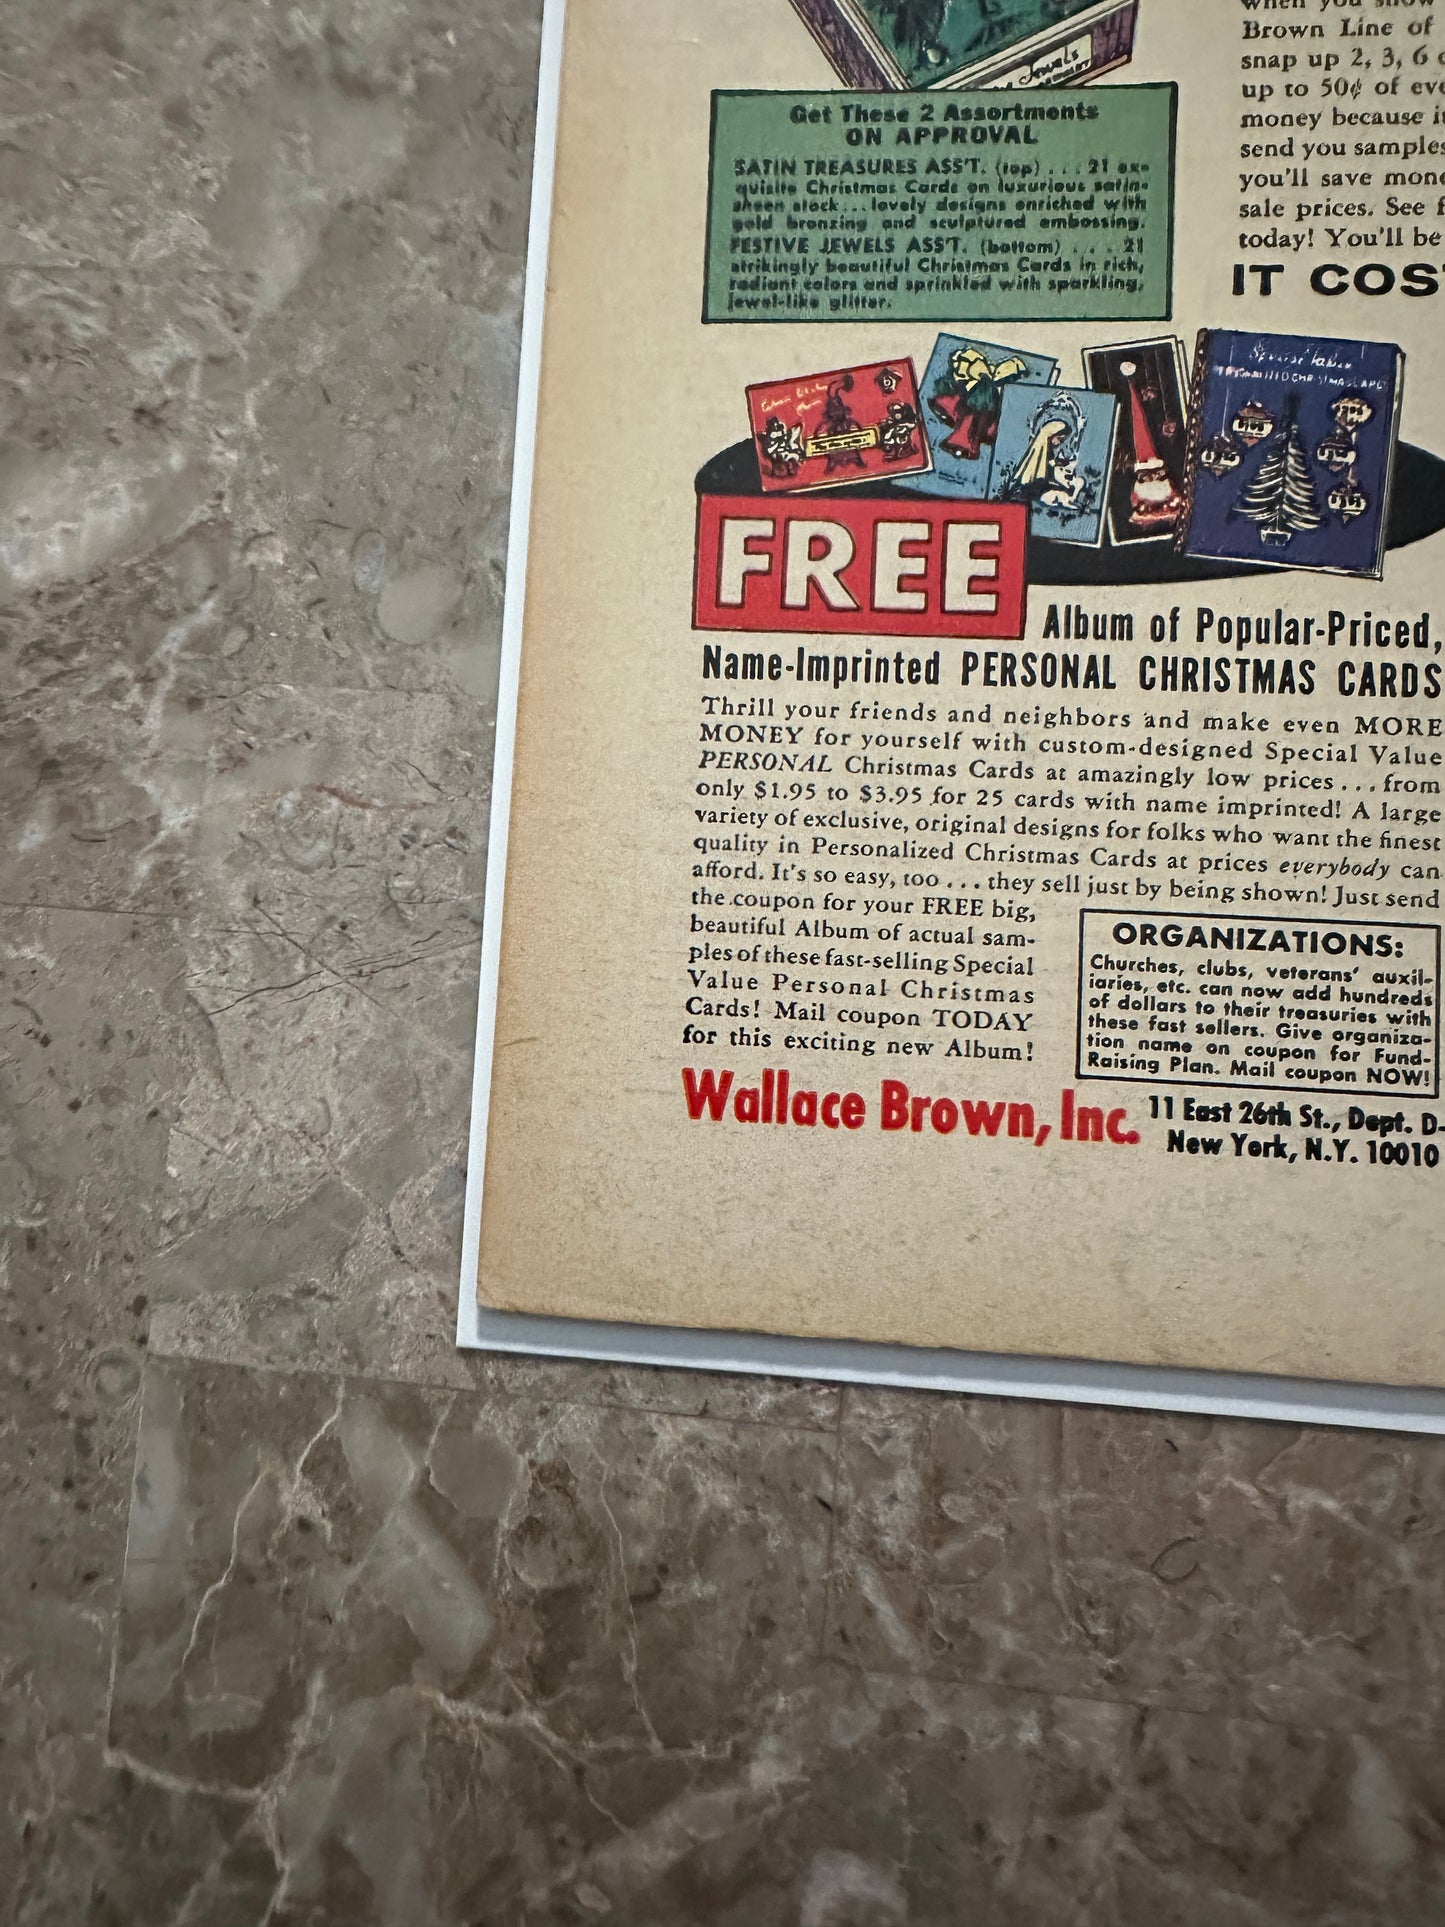 Jewels
Get These 2 Assortments
ON APPROVAL
SATIN TREASURES ASS'T. (top) . . . 21 ex-
quisite Christmas Cards on luxurious satin-
sheen stock...lovely designs enriched with
gold bronzing and sculptured embossing.
FESTIVE JEWELS ASS'T. (bottom) . . . 21
strikingly beautiful Christmas Cards in rich,
radiant colors and sprinkled with sparkling,
jewel-like glitter.
when you show
Brown Line of
snap up 2, 3, 6
up to 50¢ of
money because
send you samples
you'll save
sale prices. See
today! You'll be
IT
FREE
Album of Popular-Priced,
Name-Imprinted PERSONAL CHRISTMAS CARDS
Thrill your friends and neighbors and make even MORE
MONEY for yourself with custom-designed Special Value
PERSONAL Christmas Cards at amazingly low prices . . . from
only $1.95 to $3.95 for 25 cards with name imprinted! A large
variety of exclusive, original designs for folks who want the finest
quality in Personalized Christmas Cards at prices everybody can
afford. It's so easy, too . . . they sell just by being shown! Just send
the coupon for your FREE big,
beautiful Album of actual sam-
ples of these fast-selling Special
Value Personal Christmas
Cards! Mail coupon TODAY
for this exciting new Album!
ORGANIZATIONS:
Churches, clubs, veterans' auxil-
iaries, etc. can now add hundreds
of dollars to their treasuries with
these fast sellers. Give organiza-
tion name on coupon for Fund-
Raising Plan. Mail coupon NOW!
Wallace Brown, Inc.
11 East 26th St., Dept. D-
New York, N.Y. 10010